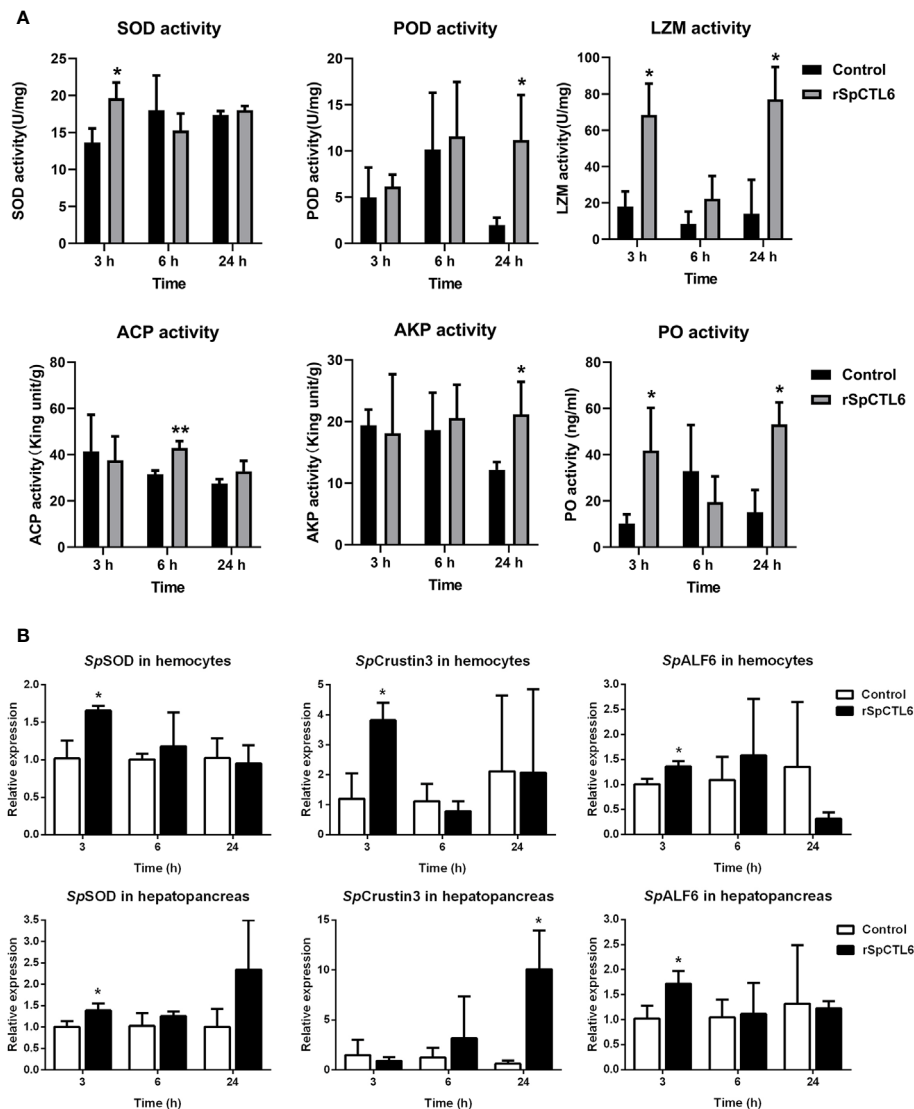 A
SOD activity
SOD activity(U/mg)
25
20
15
10
5
0
*
3 h
6 h
24 h
Time
POD activity
POD activity(U/mg)
20
15
10
5
0
*
3 h
6 h
24 h
Time
LZM activity
LZM activity(U/mg)
100
80
60
40
20
0
*
*
3 h
6 h
24 h
Time
Control
rSpCTL6
ACP activity
ACP activity(King unit/g)
80
60
40
20
0
**
3 h
6 h
24 h
Time
AKP activity
AKP activity(King unit/g)
30
20
10
0
*
3 h
6 h
24 h
Time
PO activity
PO activity (ng/ml)
80
60
40
20
0
*
*
3 h
6 h
24 h
Time
Control
rSpCTL6
B
SpSOD in hemocytes
Relative expression
2.0
1.5
1.0
0.5
0.0
*
3
6
24
Time (h)
SpCrustin3 in hemocytes
Relative expression
5
4
3
2
1
0
*
3
6
24
Time (h)
SpALF6 in hemocytes
Relative expression
3.0
2.5
2.0
1.5
1.0
0.5
0.0
*
3
6
24
Time (h)
Control
rSpCTL6
SpSOD in hepatopancreas
Relative expression
3.5
3.0
2.5
2.0
1.5
1.0
0.5
0.0
*
3
6
24
Time (h)
SpCrustin3 in hepatopancreas
Relative expression
15
10
5
0
*
3
6
24
Time (h)
SpALF6 in hepatopancreas
Relative expression
3.0
2.5
2.0
1.5
1.0
0.5
0.0
*
3
6
24
Time (h)
Control
rSpCTL6